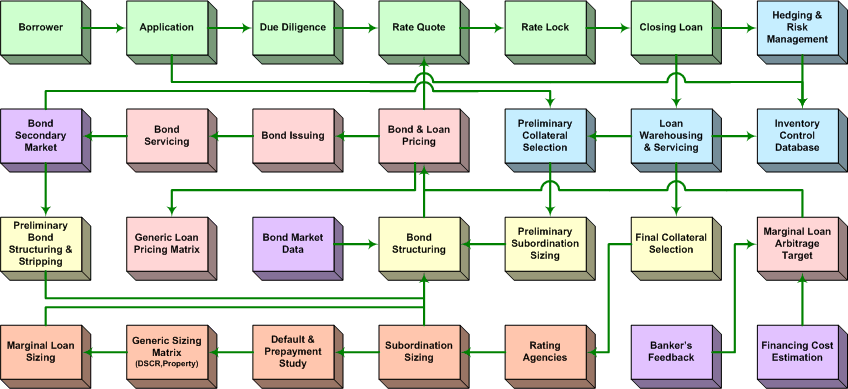 Borrower
Application
Due Diligence
Rate Quote
Rate Lock
Closing Loan
Hedging &
Risk
Management
Bond
Secondary
Market
Bond
Servicing
Bond Issuing
Bond & Loan
Pricing
Preliminary
Collateral
Selection
Loan
Warehousing
& Servicing
Inventory
Control
Database
Preliminary
Bond
Structuring &
Stripping
Generic Loan
Pricing Matrix
Bond Market
Data
Bond
Structuring
Preliminary
Subordination
Sizing
Final Collateral
Selection
Marginal Loan
Arbitrage
Target
Marginal Loan
Sizing
Generic Sizing
Matrix
(DSCR,Property)
Default &
Prepayment
Study
Subordination
Sizing
Rating
Agencies
Banker's
Feedback
Financing Cost
Estimation